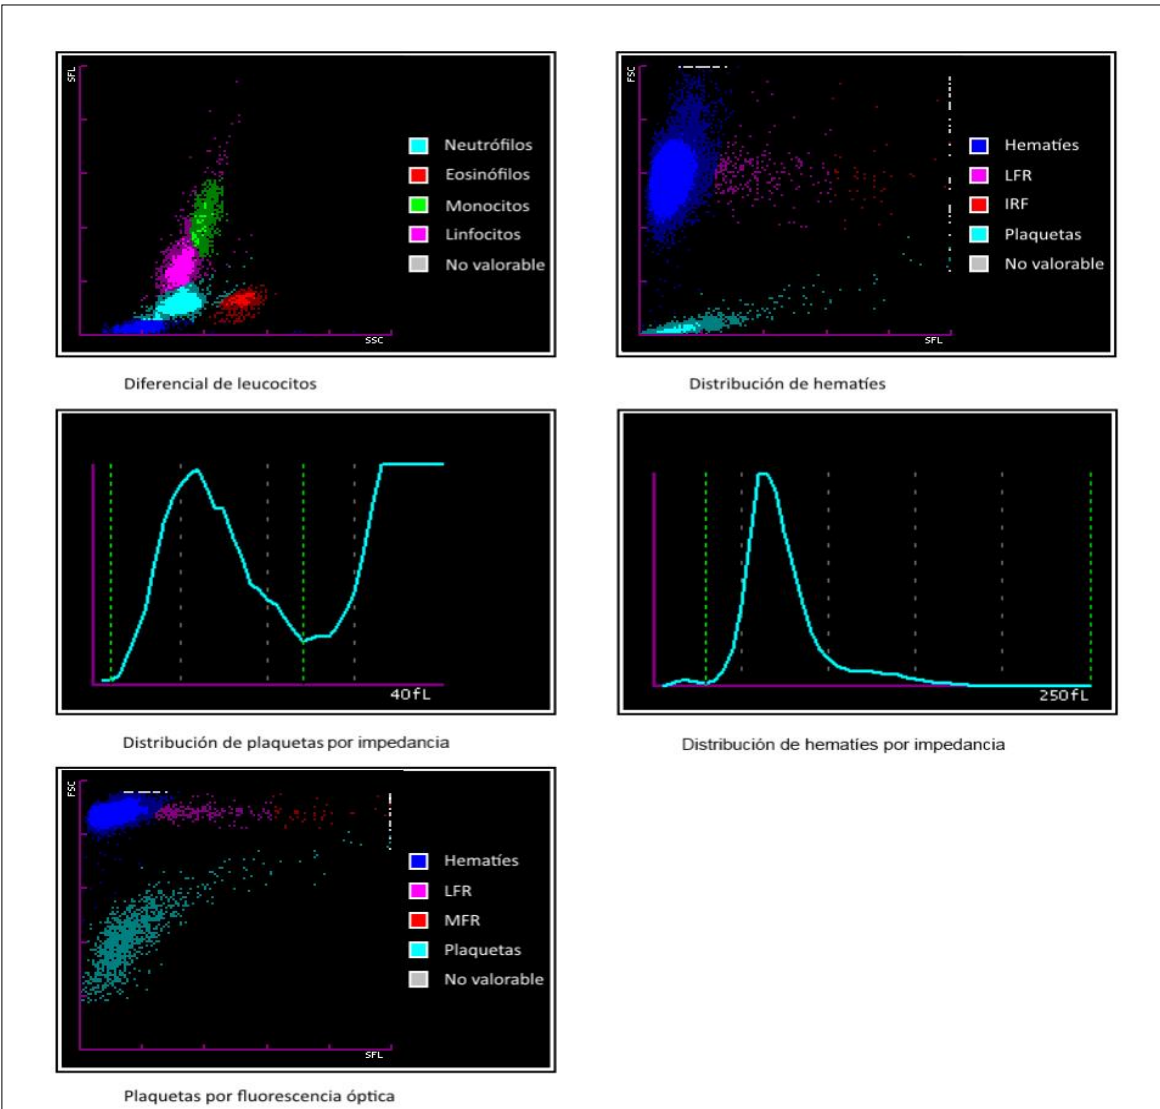 SFL
Neutrófilos
Eosinófilos
Monocitos
Linfocitos
No valorable
SSC
Diferencial de leucocitos
FSC
Hematíes
LFR
IRF
Plaquetas
No valorable
SFL
Distribución de hematíes
40fL
Distribución de plaquetas por impedancia
250fL
Distribución de hematíes por impedancia
FSC
Hematíes
LFR
MFR
Plaquetas
No valorable
SFL
Plaquetas por fluorescencia óptica